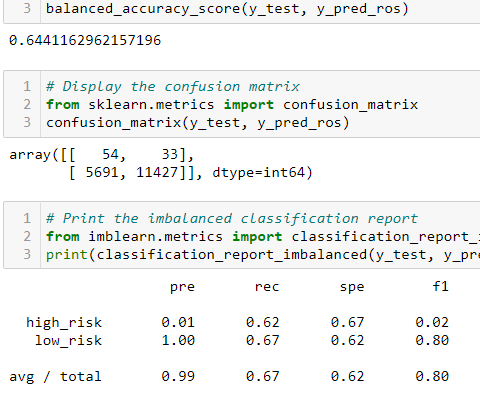 3 balanced_accuracy_score(y_test, y_pred_ros)
0.6441162962157196
1 # Display the confusion matrix
2 from sklearn.metrics import confusion_matrix
3 confusion_matrix(y_test, y_pred_ros)
array([[   54,    33],
       [ 5691, 11427]], dtype=int64)
1 # Print the imbalanced classification report
2 from imblearn.metrics import classification_report_
3 print(classification_report_imbalanced(y_test, y_pre
pre rec spe f1
high_risk 0.01 0.62 0.67 0.02
low_risk 1.00 0.67 0.62 0.80
avg / total 0.99 0.67 0.62 0.80